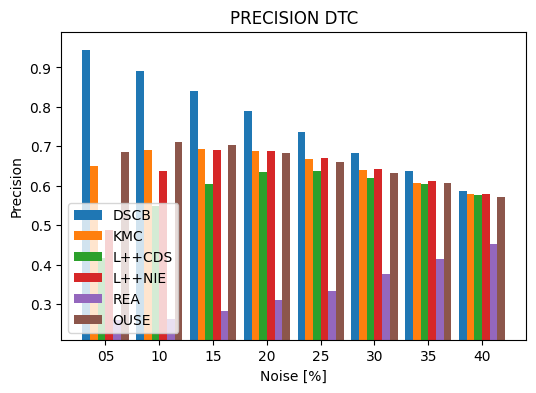 PRECISION DTC
Precision
0.9
0.8
0.7
0.6
0.5
0.4
0.3
DSCB
KMC
L++CDS
L++NIE
REA
OUSE
05 10 15 20 25 30 35 40
Noise [%]